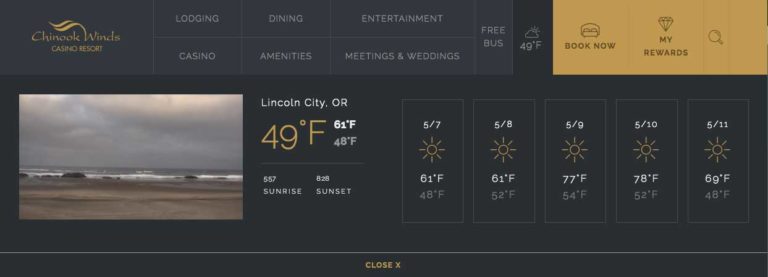 Chinook Winds
CASINO RESORT
LODGING
DINING
ENTERTAINMENT
CASINO
AMENITIES
MEETINGS & WEDDINGS
FREE
BUS
49°F
BOOK NOW
MY
REWARDS
Lincoln City, OR
49°F
61°F
48°F
557
SUNRISE
828
SUNSET
5/7
61°F
48°F
5/8
61°F
52°F
5/9
77°F
54°F
5/10
78°F
52°F
5/11
69°F
48°F
CLOSE X